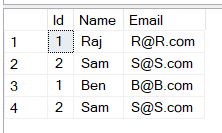 Id Name Email
1 1 Raj R@R.com
2 2 Sam S@S.com
3 1 Ben B@B.com
4 2 Sam S@S.com